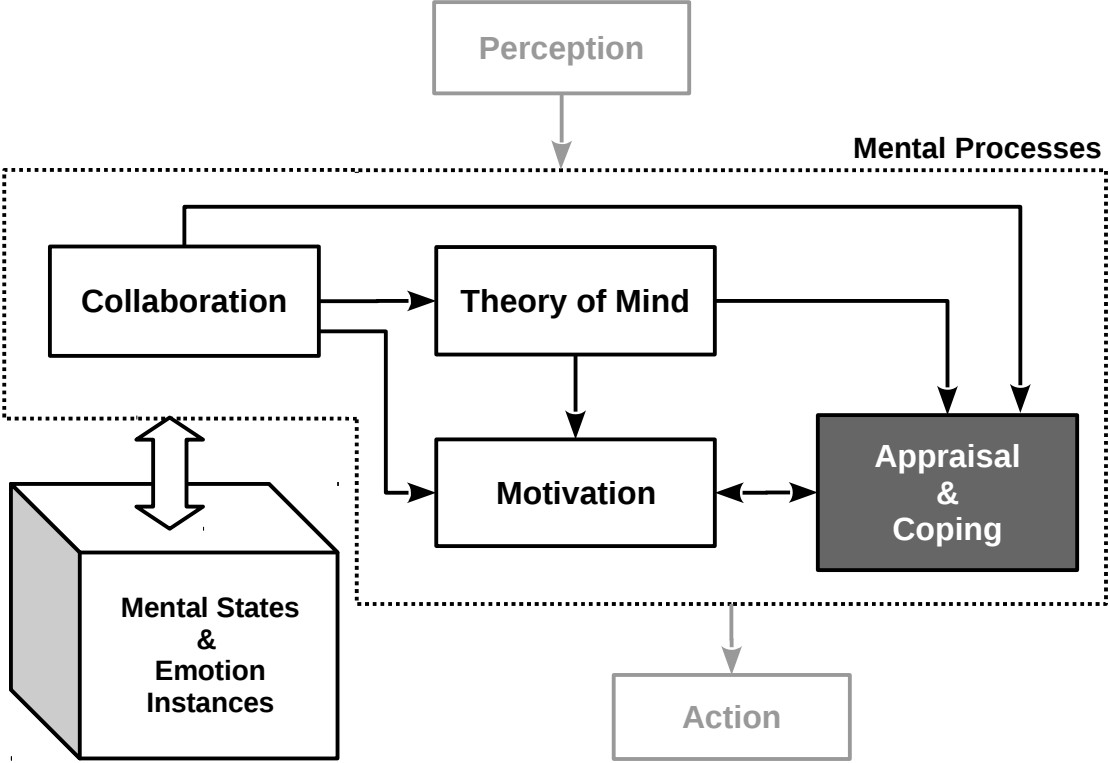 Perception
Mental Processes
Collaboration
Theory of Mind
Motivation
Appraisal
&
Coping
Mental States
&
Emotion
Instances
Action